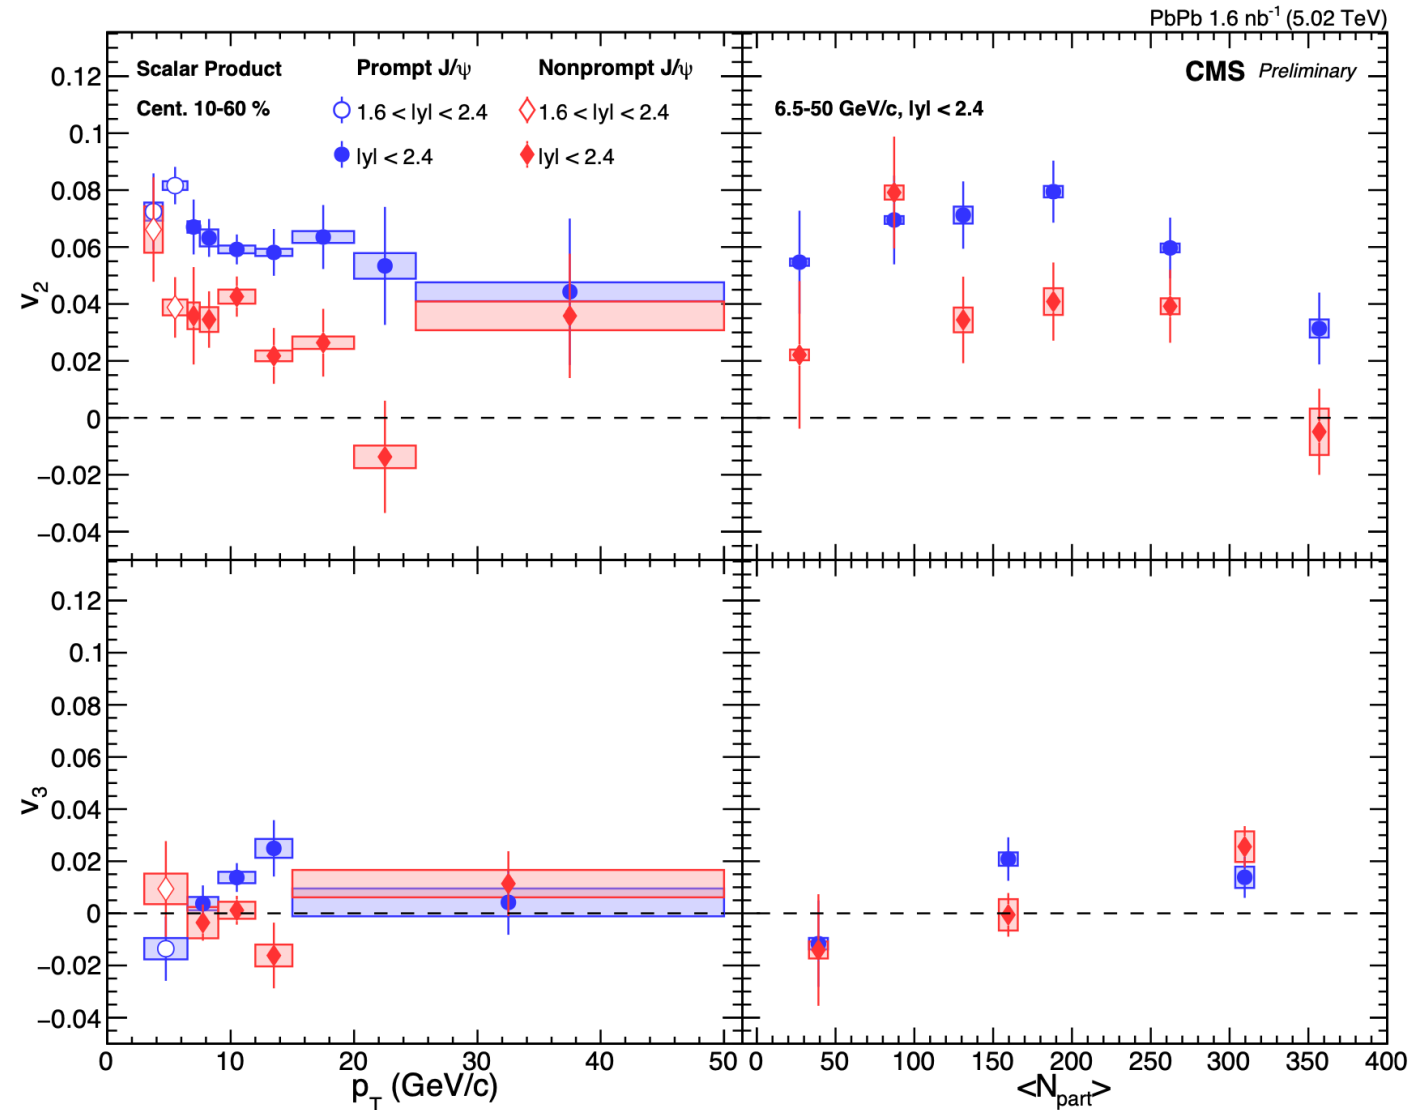 PbPb 1.6 nb⁻¹ (5.02 TeV)
Scalar Product Prompt J/ψ Nonprompt J/ψ
Cent. 10-60 % 1.6 < |y| < 2.4 1.6 < |y| < 2.4
|y| < 2.4 |y| < 2.4
CMS Preliminary
6.5-50 GeV/c, |y| < 2.4
0.12
0.1
0.08
0.06
0.04
0.02
0
−0.02
−0.04
v₂
0.12
0.1
0.08
0.06
0.04
0.02
0
−0.02
−0.04
v₃
0 10 20 30 40 50 0 50 100 150 200 250 300 350 400
p_T (GeV/c) <N_part>